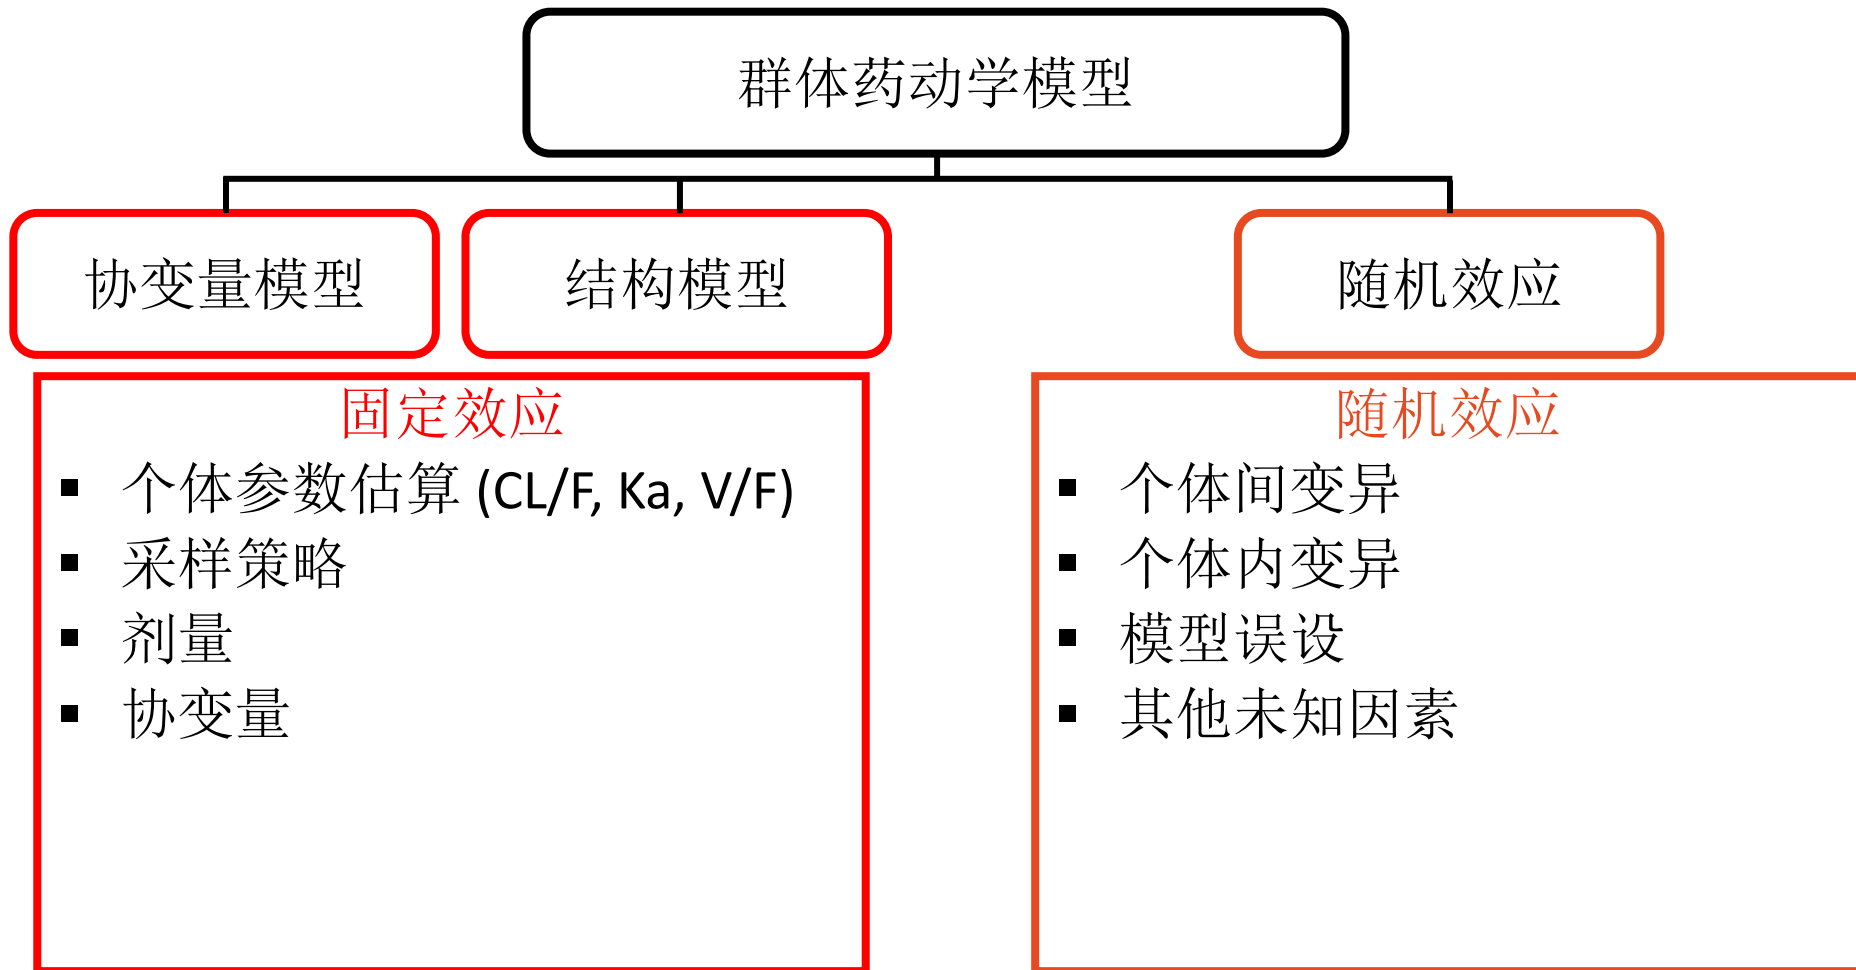 群体药动学模型
协变量模型
结构模型
随机效应
固定效应
▪ 个体参数估算 (CL/F, Ka, V/F)
▪ 采样策略
▪ 剂量
▪ 协变量
随机效应
▪ 个体间变异
▪ 个体内变异
▪ 模型误设
▪ 其他未知因素